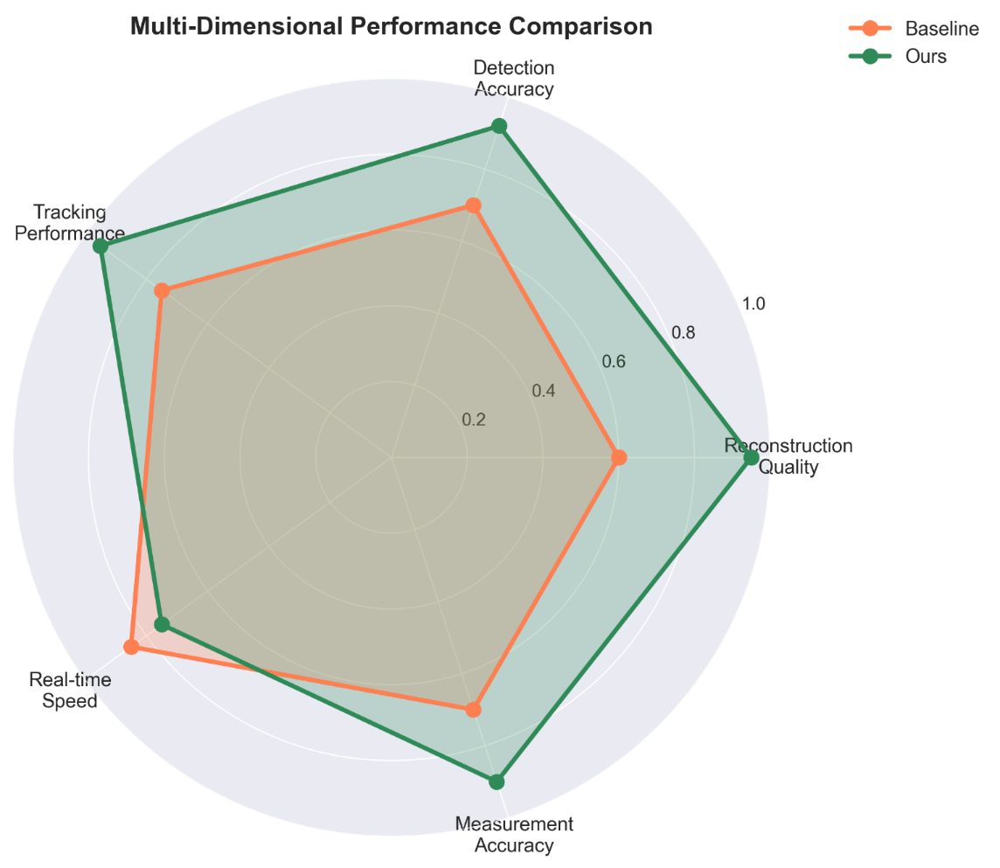 Multi-Dimensional Performance Comparison
Baseline
Ours
Detection
Accuracy
Tracking
Performance
1.0
0.8
0.6
0.4
0.2
Reconstruction
Quality
Real-time
Speed
Measurement
Accuracy